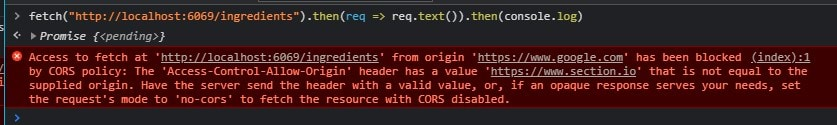 > fetch("http://localhost:6069/ingredients").then(req => req.text()).then(console.log)
< ▸ Promise {<pending>}
Access to fetch at 'http://localhost:6069/ingredients' from origin 'https://www.google.com' has been blocked (index):1
by CORS policy: The 'Access-Control-Allow-Origin' header has a value 'https://www.section.io' that is not equal to the
supplied origin. Have the server send the header with a valid value, or, if an opaque response serves your needs, set
the request's mode to 'no-cors' to fetch the resource with CORS disabled.
>